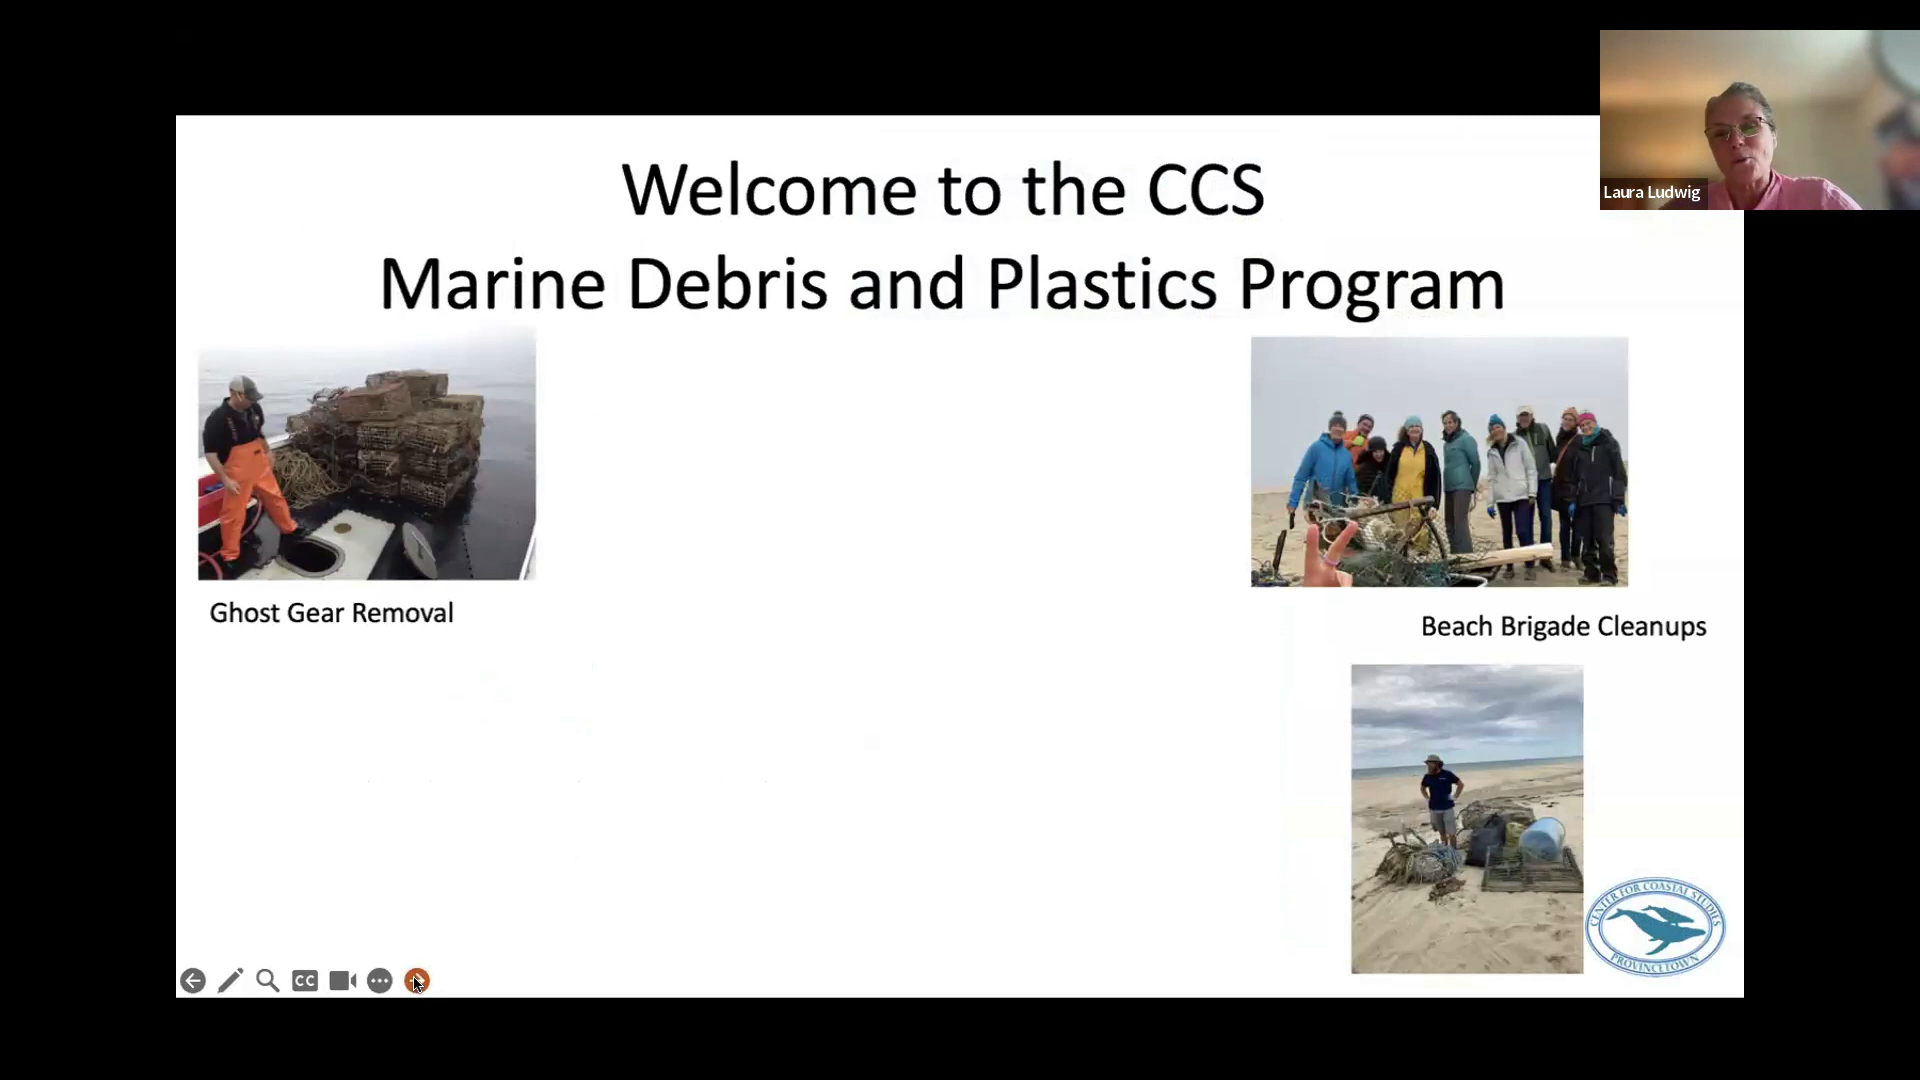 Welcome to the CCS
Marine Debris and Plastics Program
Laura Ludwig
Ghost Gear Removal
Beach Brigade Cleanups
CENTER FOR COASTAL STUDIES
PROVINCETOWN
CC